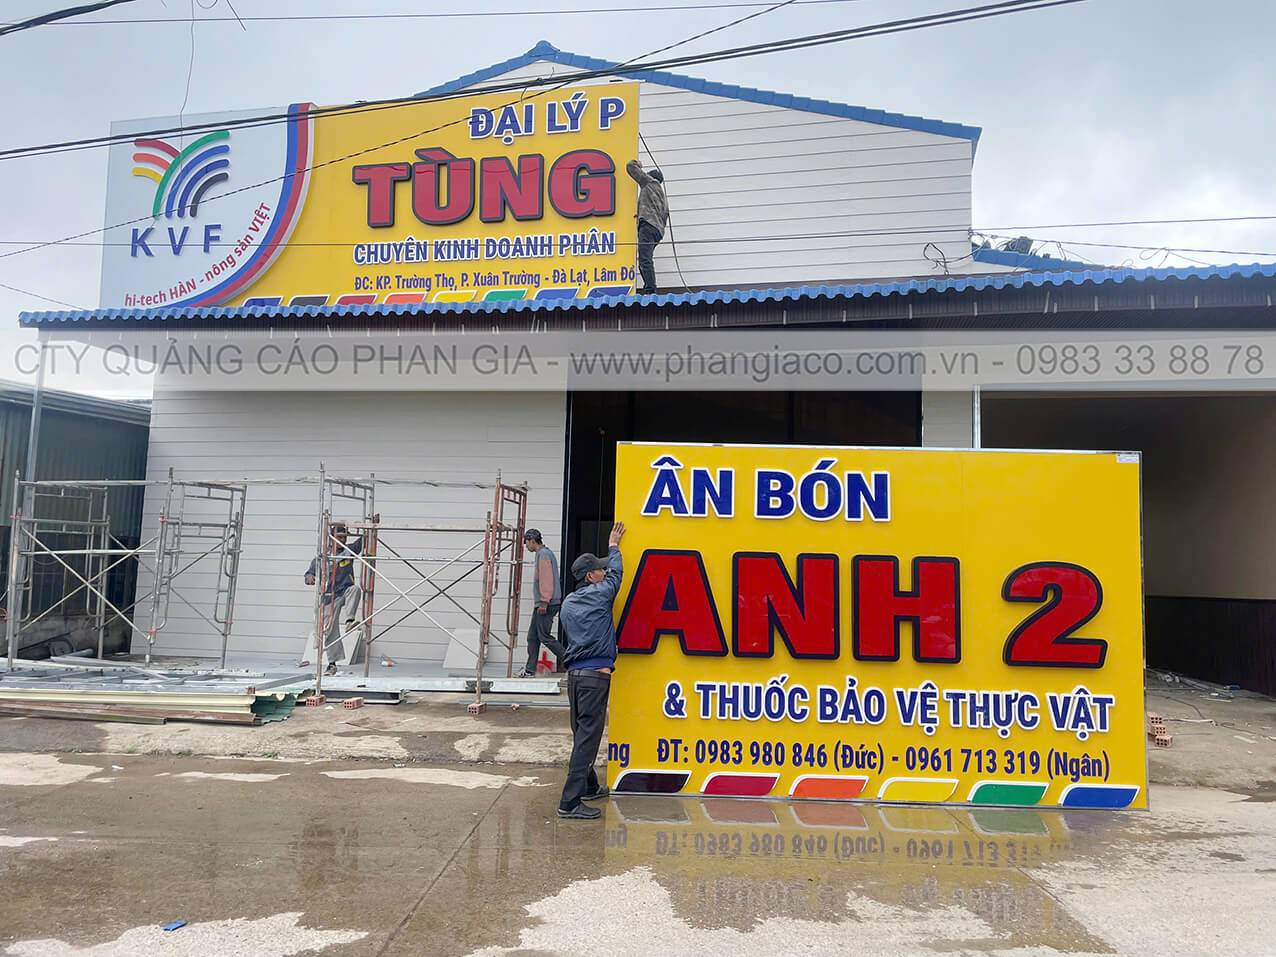 KVF
hi-tech HÀN - nông sản VIỆT
ĐẠI LÝ P
TÙNG
CHUYÊN KINH DOANH PHÂN
ĐC: KP. Trường Thọ, P. Xuân Trường - Đà Lạt, Lâm Đồ
CTY QUẢNG CÁO PHAN GIA - www.phangiaco.com.vn - 0983 33 88 78
ÂN BÓN
ANH 2
& THUỐC BẢO VỆ THỰC VẬT
ng ĐT: 0983 980 846 (Đức) - 0961 713 319 (Ngân)